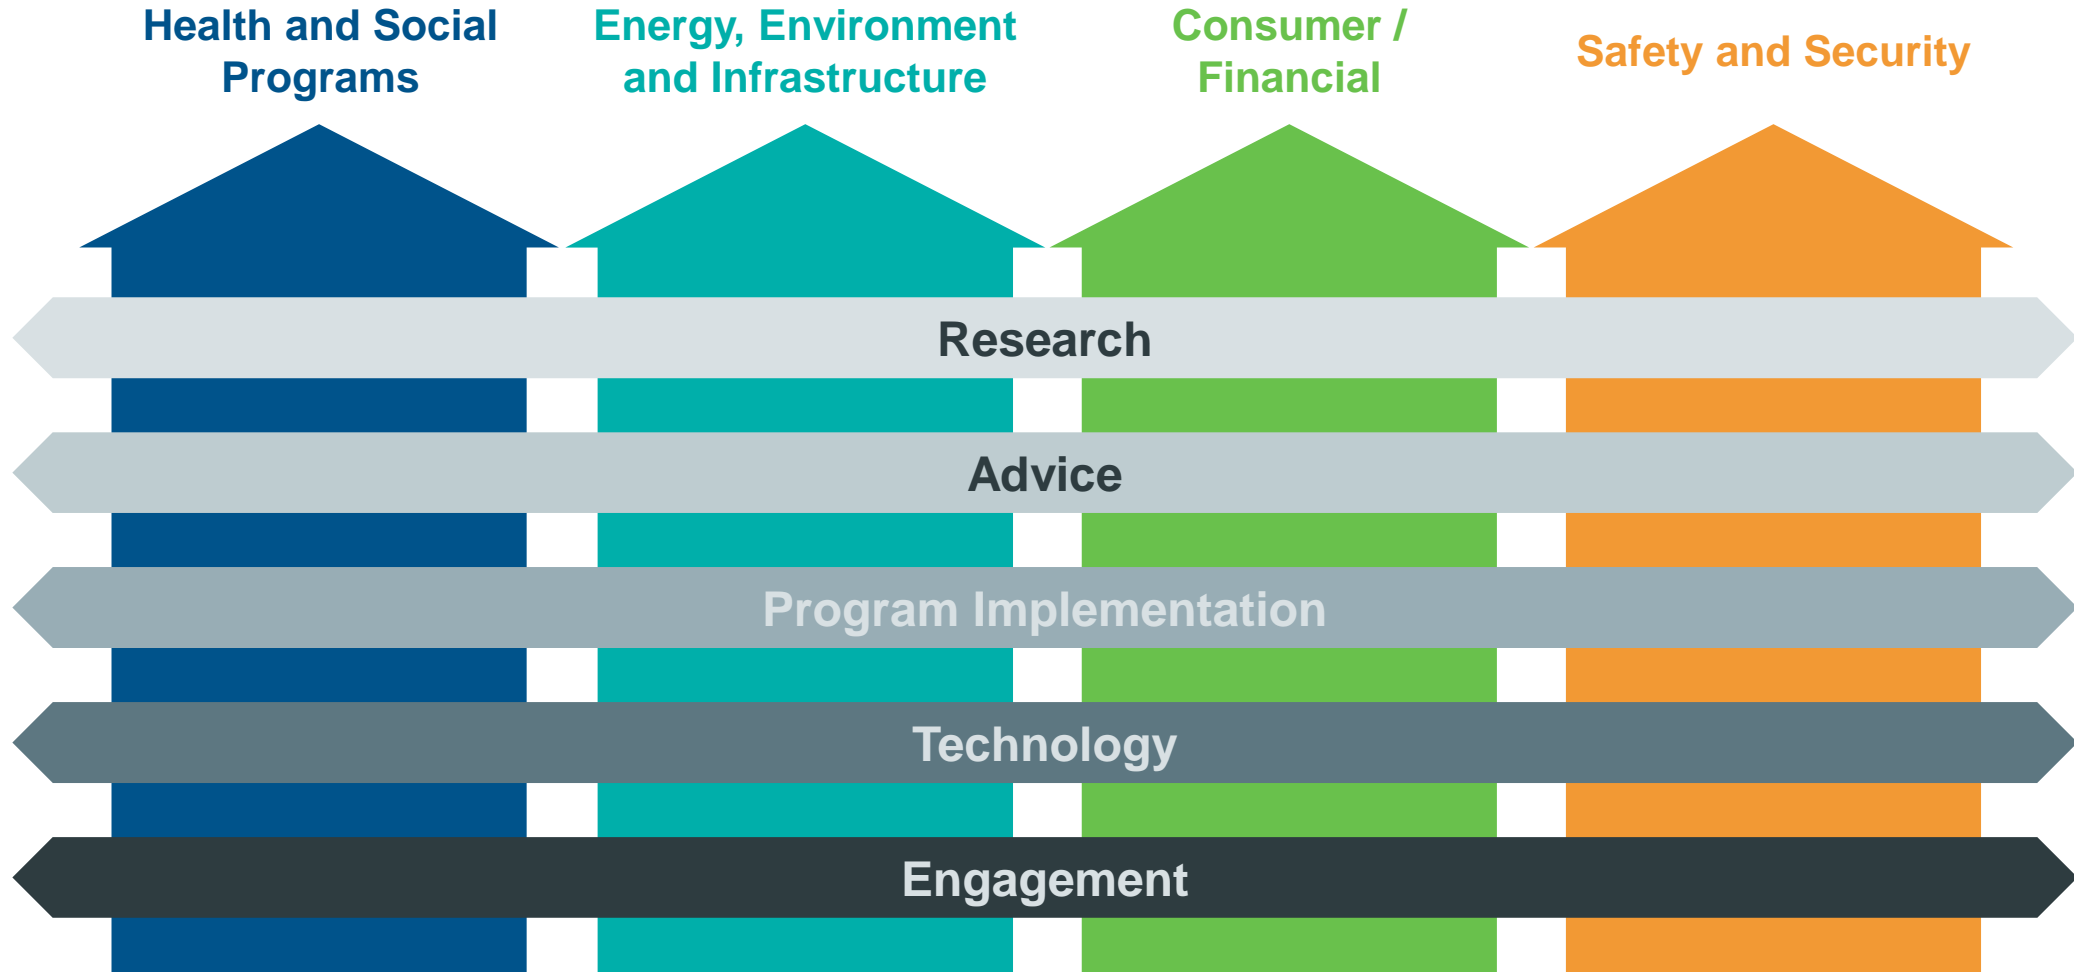 Health and Social
Programs
Energy, Environment
and Infrastructure
Consumer /
Financial
Safety and Security
Research
Advice
Program Implementation
Technology
Engagement